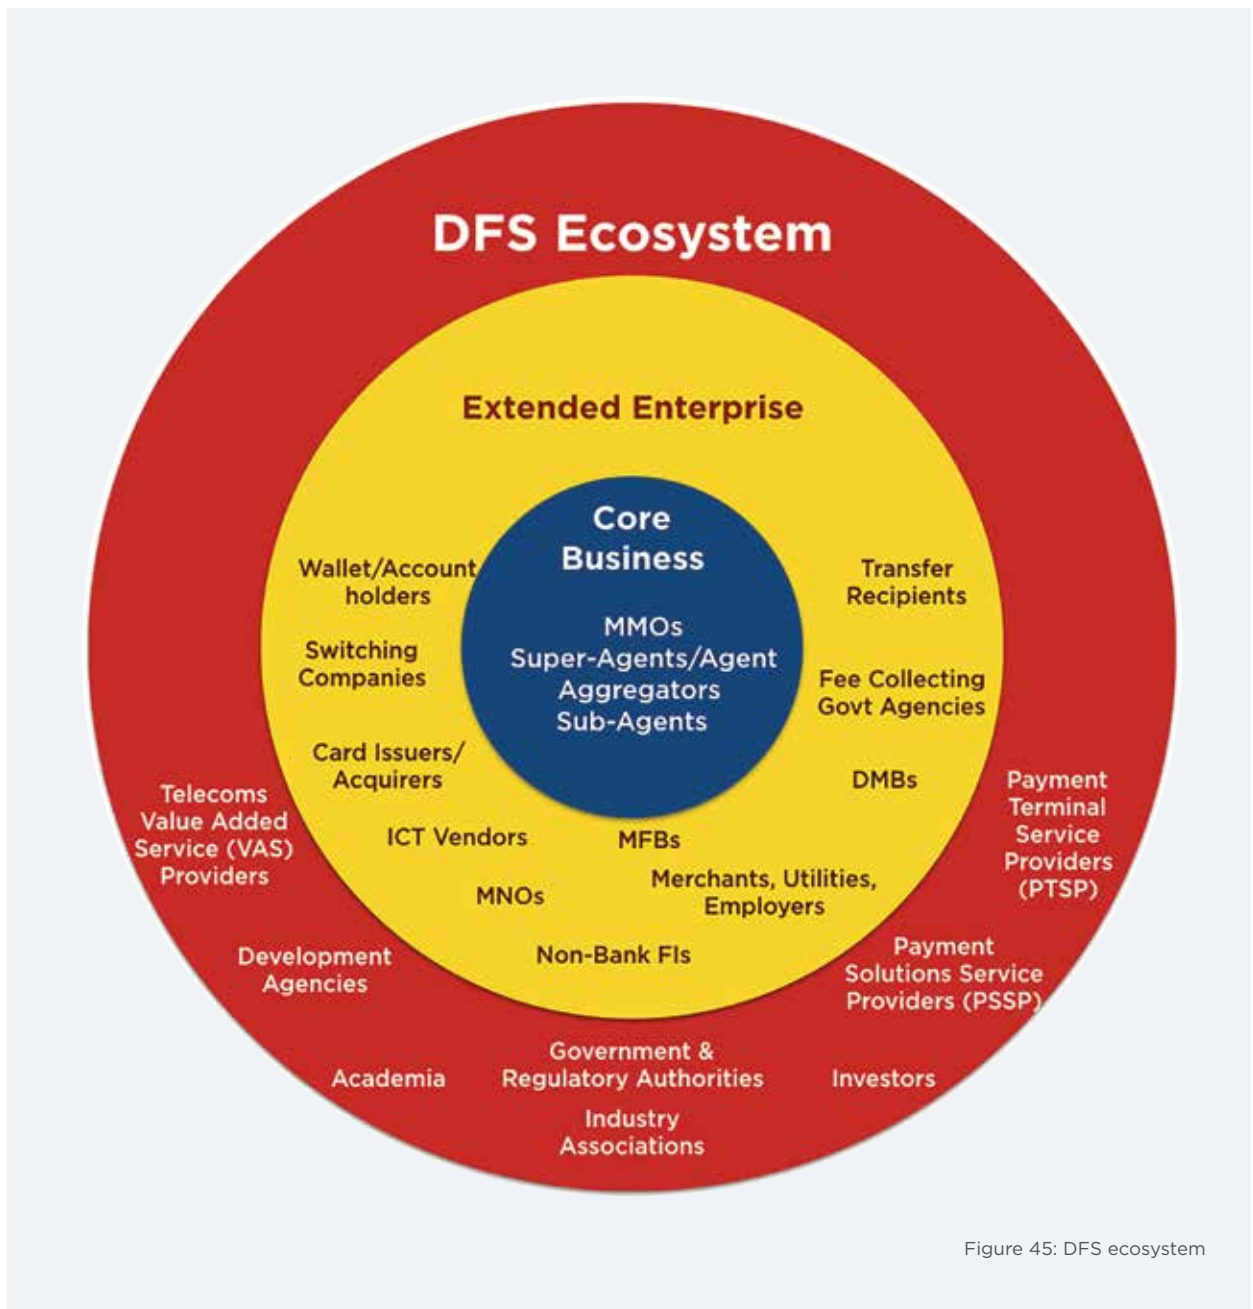 DFS Ecosystem
Extended Enterprise
Core
Business
MMOs
Super-Agents/Agent
Aggregators
Sub-Agents
Wallet/Account
holders
Switching
Companies
Card Issuers/
Acquirers
ICT Vendors
MNOs
Non-Bank FIs
MFBs
Merchants, Utilities,
Employers
DMBs
Fee Collecting
Govt Agencies
Transfer
Recipients
Telecoms
Value Added
Service (VAS)
Providers
Development
Agencies
Academia
Government &
Regulatory Authorities
Industry
Associations
Investors
Payment
Solutions Service
Providers (PSSP)
Payment
Terminal
Service
Providers
(PTSP)
Figure 45: DFS ecosystem